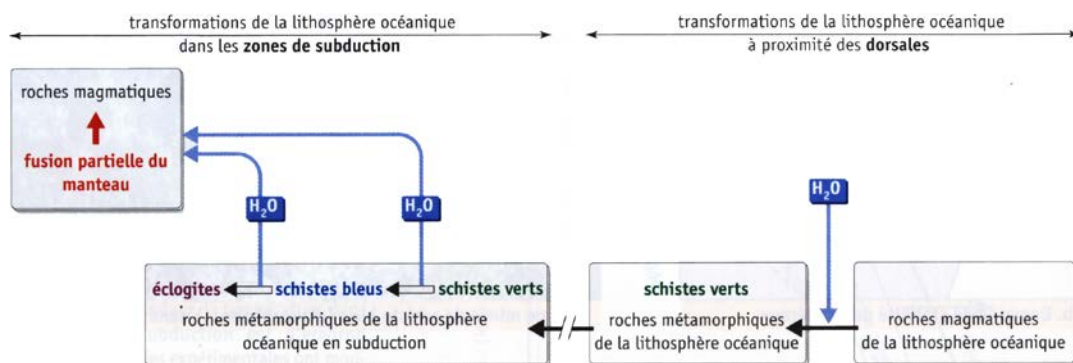 transformations de la lithosphère océanique
dans les zones de subduction
transformations de la lithosphère océanique
à proximité des dorsales
roches magmatiques
fusion partielle du
manteau
H₂O
H₂O
H₂O
éclogites
schistes bleus
schistes verts
roches métamorphiques de la lithosphère
océanique en subduction
schistes verts
roches métamorphiques
de la lithosphère océanique
roches magmatiques
de la lithosphère océanique